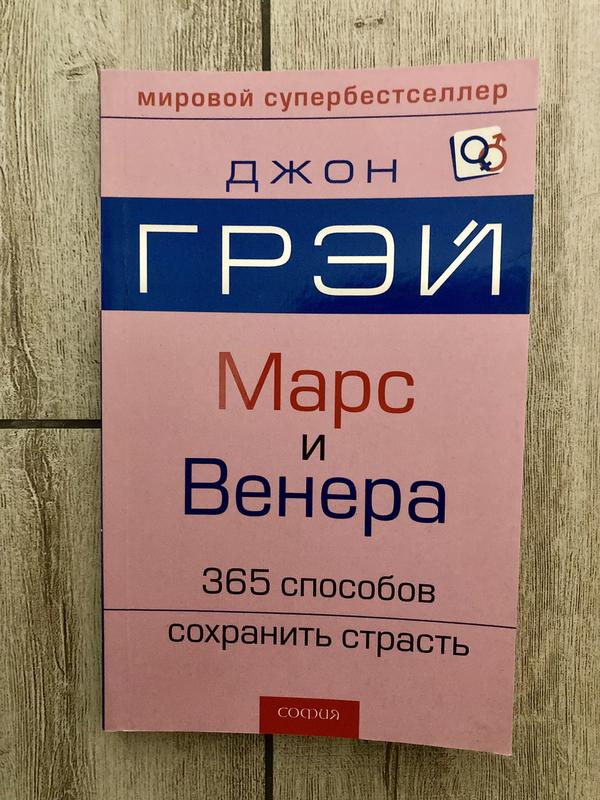 мировой супербестселлер
ДЖОН
ГРЭЙ
Марс
и
Венера
365 способов
сохранить страсть
СОФИЯ